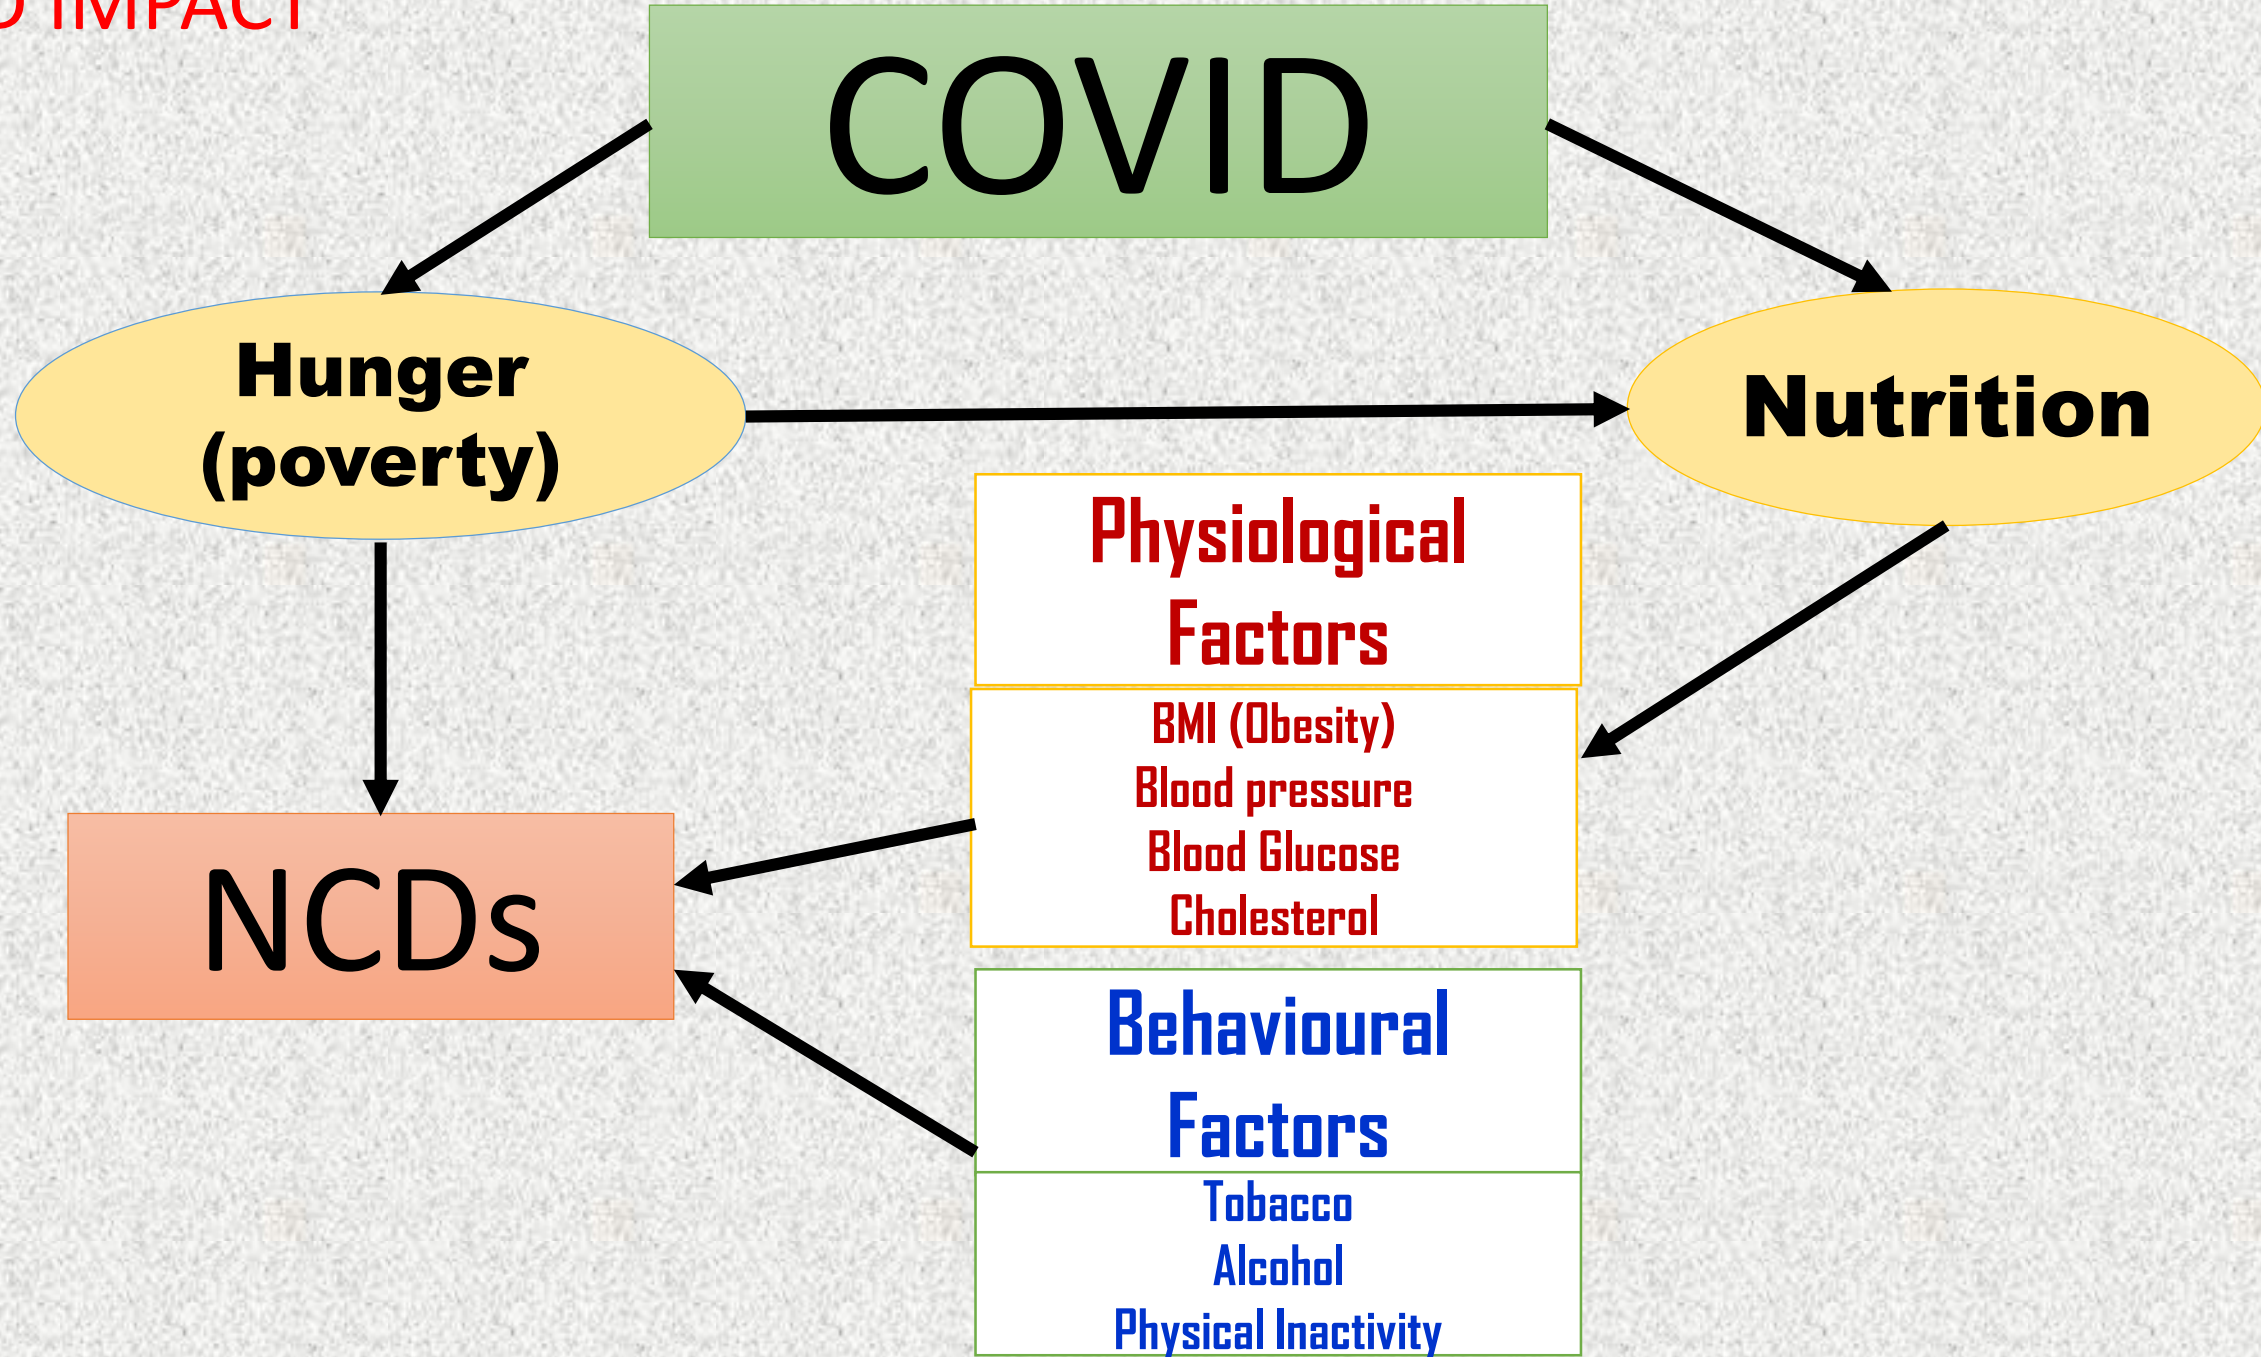 IMPACT
COVID
Hunger
(poverty)
Nutrition
Physiological
Factors
BMI (Obesity)
Blood pressure
Blood Glucose
Cholesterol
NCDs
Behavioural
Factors
Tobacco
Alcohol
Physical Inactivity